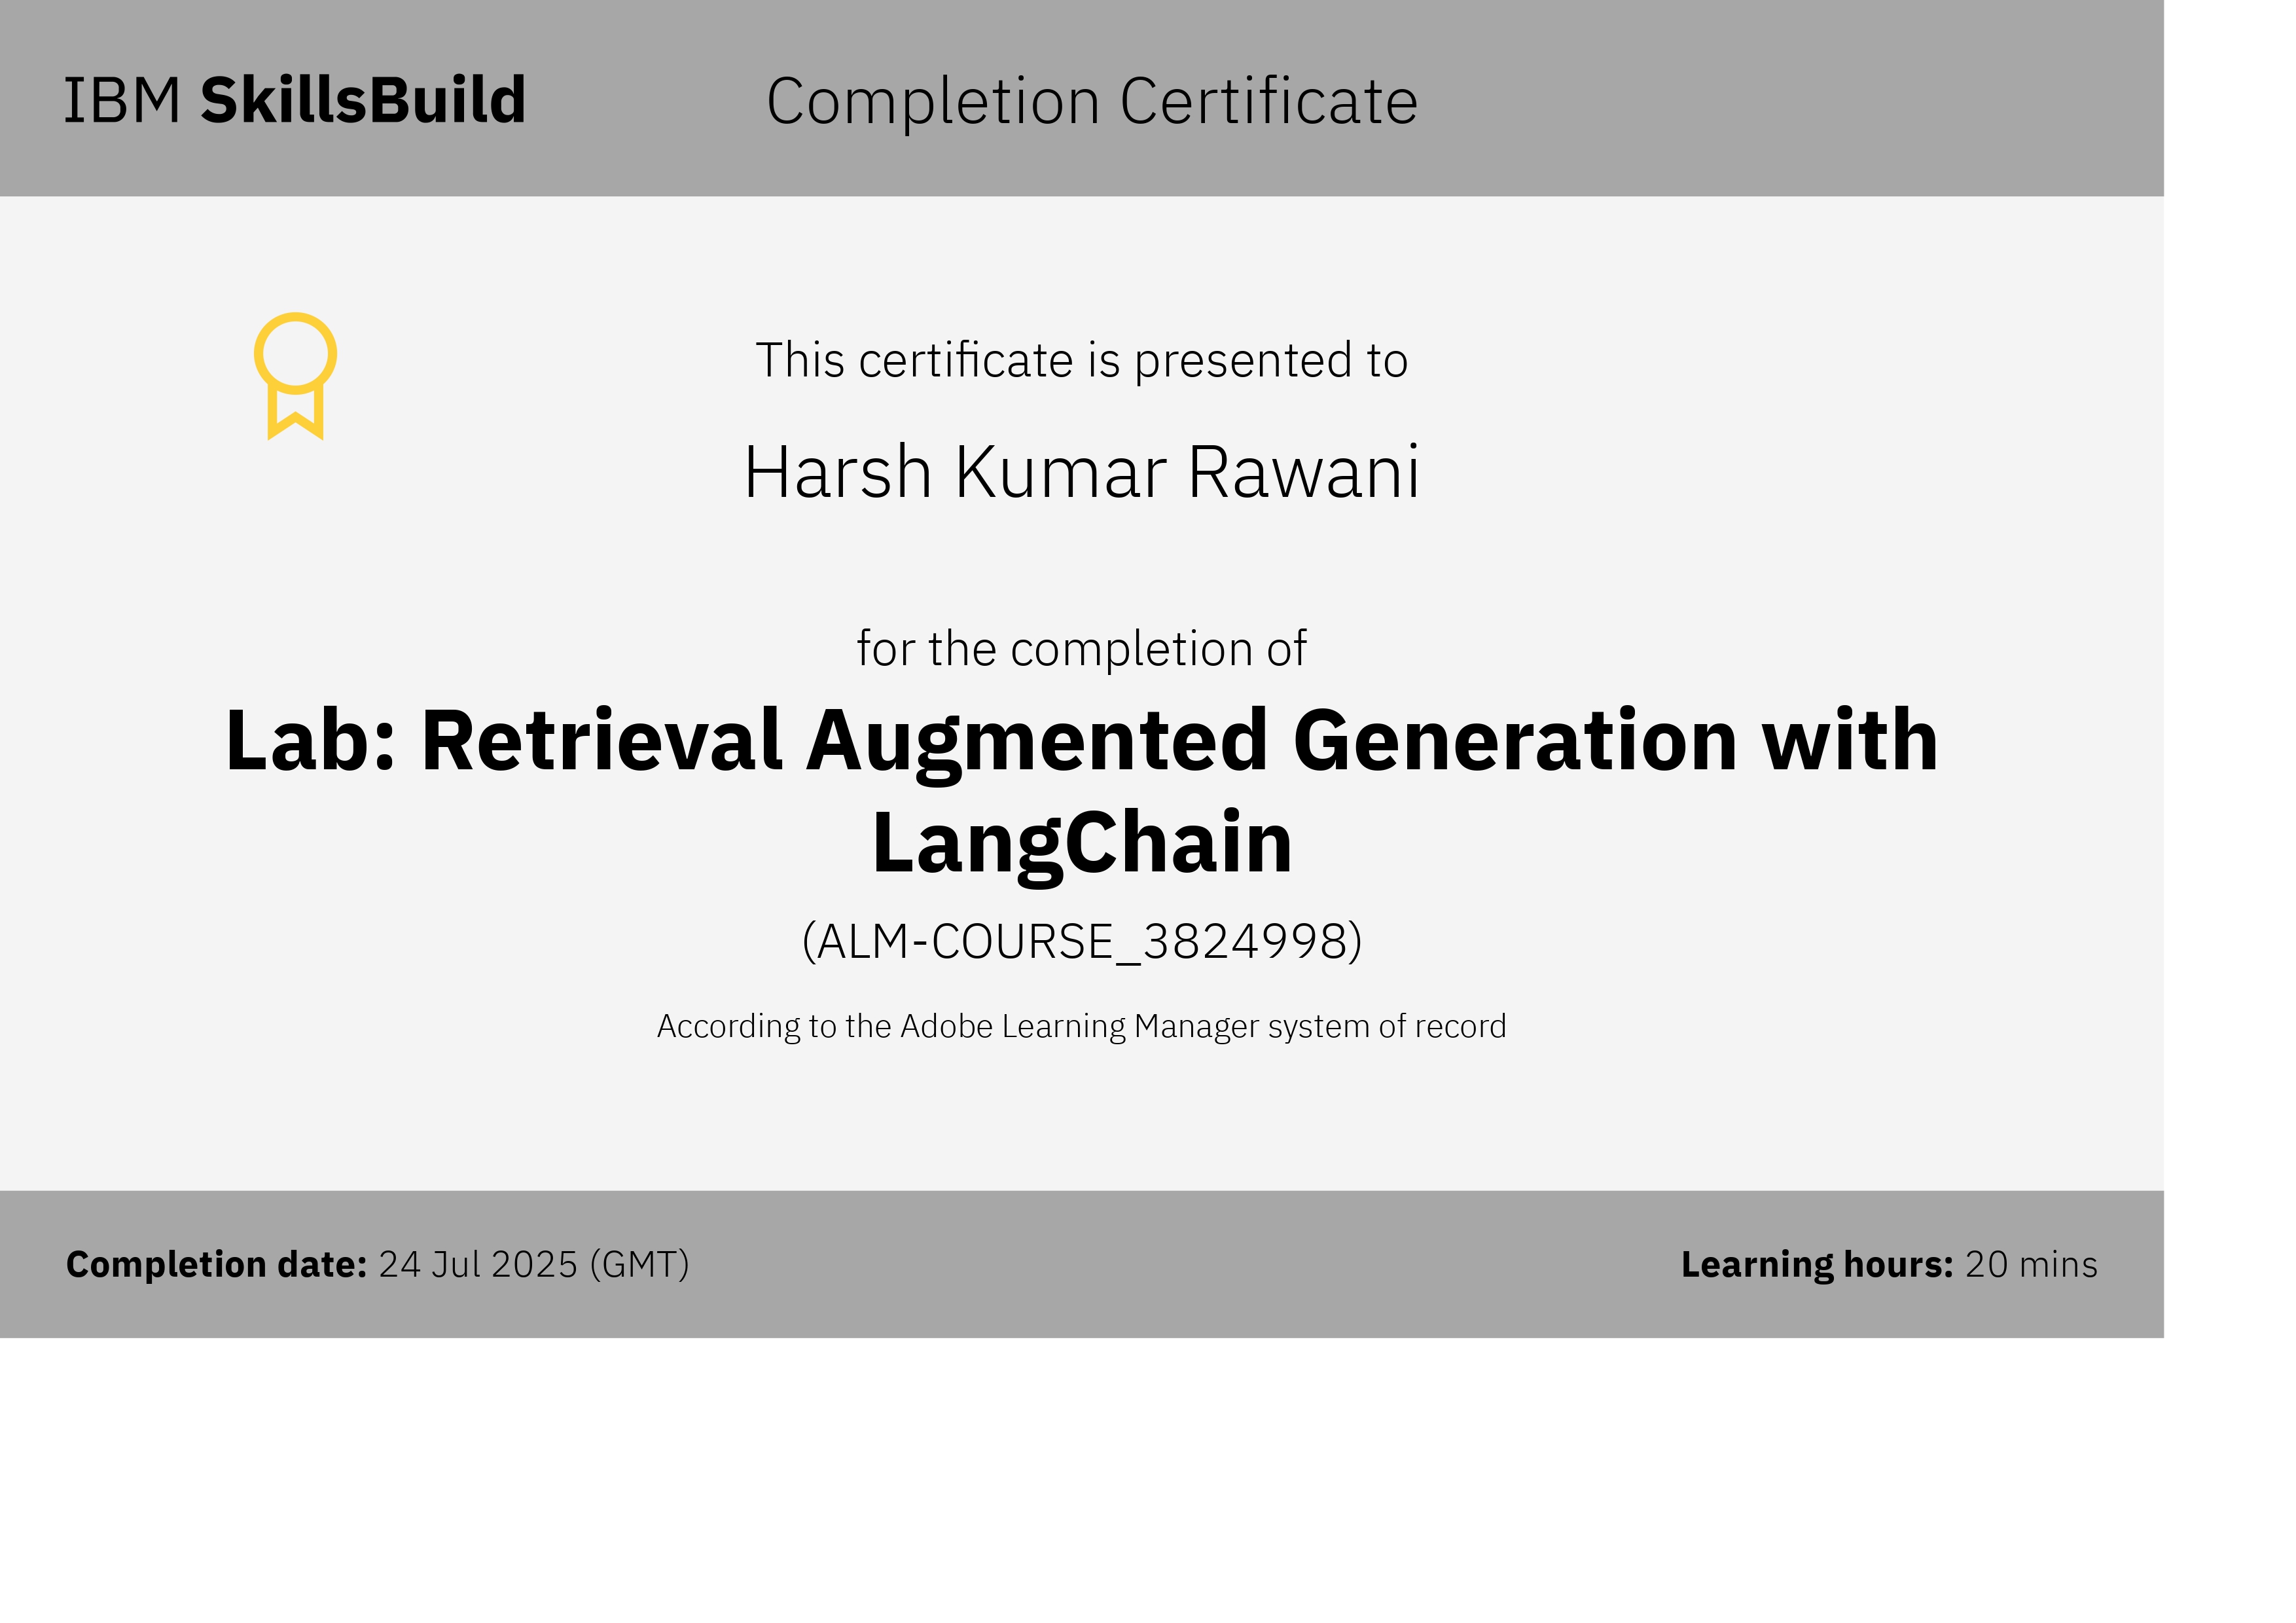 IBM SkillsBuild
Completion Certificate
This certificate is presented to
Harsh Kumar Rawani
for the completion of
Lab: Retrieval Augmented Generation with
LangChain
(ALM-COURSE_3824998)
According to the Adobe Learning Manager system of record
Completion date: 24 Jul 2025 (GMT)
Learning hours: 20 mins